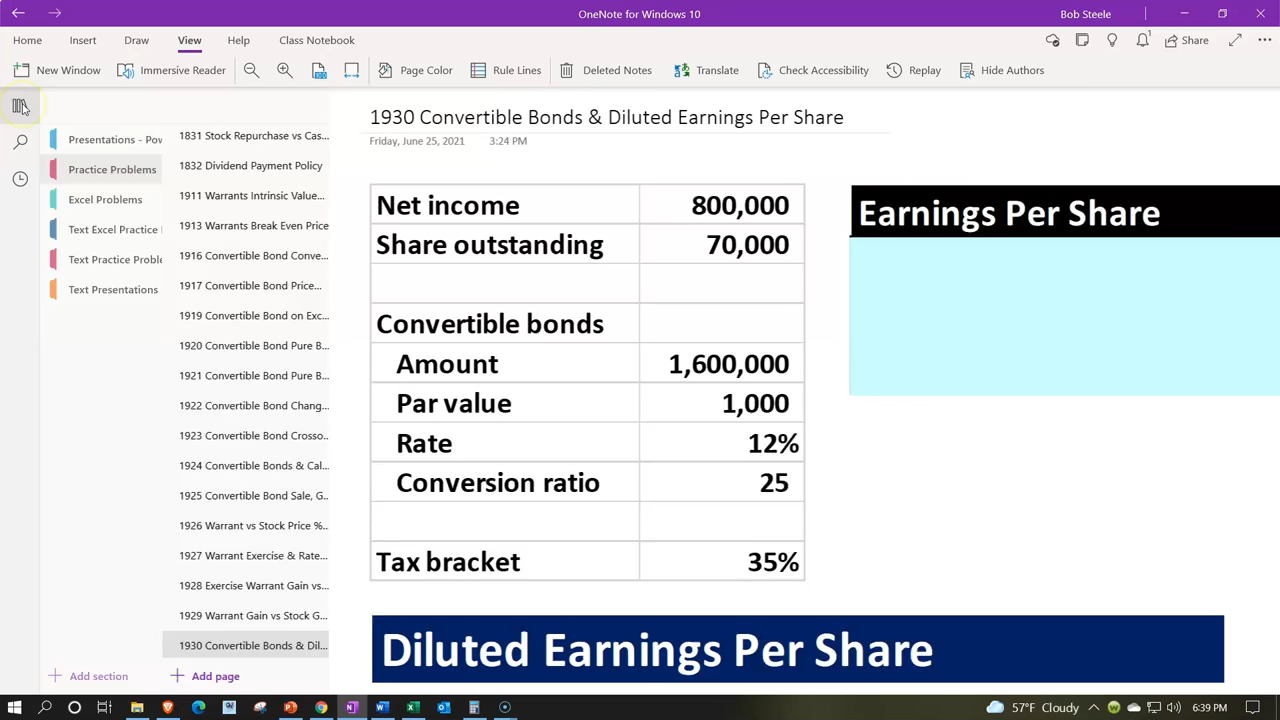 OneNote for Windows 10
Bob Steele
Home Insert Draw View Help Class Notebook
Share
New Window Immersive Reader Page Color Rule Lines Deleted Notes Translate Check Accessibility Replay Hide Authors
Presentations - Pow
Practice Problems
Excel Problems
Text Excel Practice
Text Practice Proble
Text Presentations
Add section
1831 Stock Repurchase vs Cas...
1832 Dividend Payment Policy
1911 Warrants Intrinsic Value...
1913 Warrants Break Even Price
1916 Convertible Bond Conve...
1917 Convertible Bond Price...
1919 Convertible Bond on Exc...
1920 Convertible Bond Pure B...
1921 Convertible Bond Pure B...
1922 Convertible Bond Chang...
1923 Convertible Bond Crosso...
1924 Convertible Bonds & Cal...
1925 Convertible Bond Sale, G...
1926 Warrant vs Stock Price %...
1927 Warrant Exercise & Rate...
1928 Exercise Warrant Gain vs...
1929 Warrant Gain vs Stock G...
1930 Convertible Bonds & Dil...
Add page
1930 Convertible Bonds & Diluted Earnings Per Share
Friday, June 25, 2021 3:24 PM
Net income 800,000
Share outstanding 70,000
Convertible bonds
Amount 1,600,000
Par value 1,000
Rate 12%
Conversion ratio 25
Tax bracket 35%
Earnings Per Share
Diluted Earnings Per Share
57°F Cloudy
6:39 PM